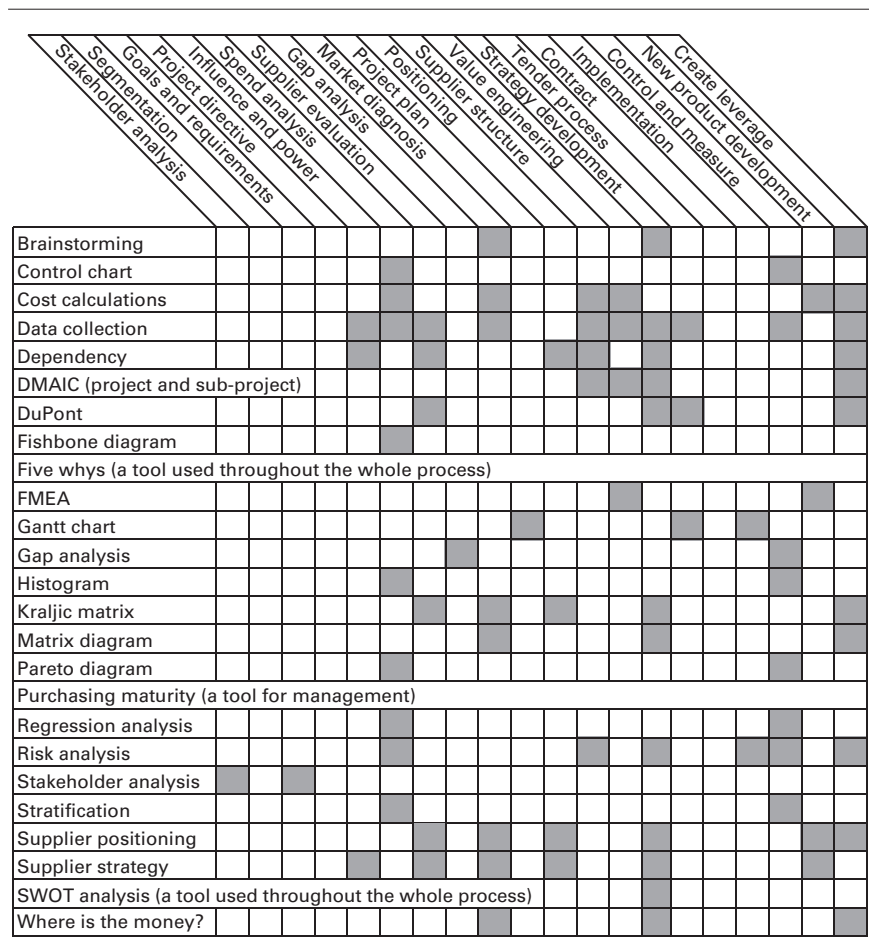 Stakeholder analysis
Segmentation
Goals and requirements
Project directive
Influence and power
Spend analysis
Supplier evaluation
Gap analysis
Market diagnosis
Project plan
Positioning
Supplier structure
Value engineering
Strategy development
Tender process
Contract
Implementation
Control and measure
New product development
Create leverage
Brainstorming
Control chart
Cost calculations
Data collection
Dependency
DMAIC (project and sub-project)
DuPont
Fishbone diagram
Five whys (a tool used throughout the whole process)
FMEA
Gantt chart
Gap analysis
Histogram
Kraljic matrix
Matrix diagram
Pareto diagram
Purchasing maturity (a tool for management)
Regression analysis
Risk analysis
Stakeholder analysis
Stratification
Supplier positioning
Supplier strategy
SWOT analysis (a tool used throughout the whole process)
Where is the money?